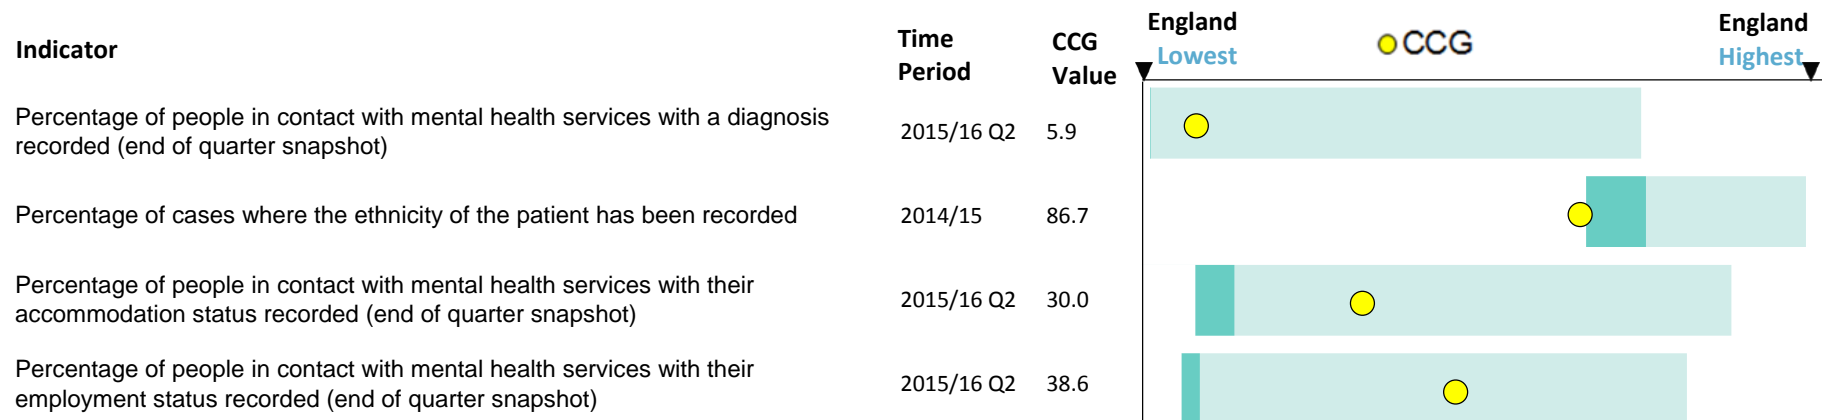 Indicator
Time Period
CCG Value
England Lowest
CCG
England Highest
Percentage of people in contact with mental health services with a diagnosis
recorded (end of quarter snapshot)
2015/16 Q2 5.9
Percentage of cases where the ethnicity of the patient has been recorded 2014/15 86.7
Percentage of people in contact with mental health services with their
accommodation status recorded (end of quarter snapshot)
2015/16 Q2 30.0
Percentage of people in contact with mental health services with their
employment status recorded (end of quarter snapshot)
2015/16 Q2 38.6